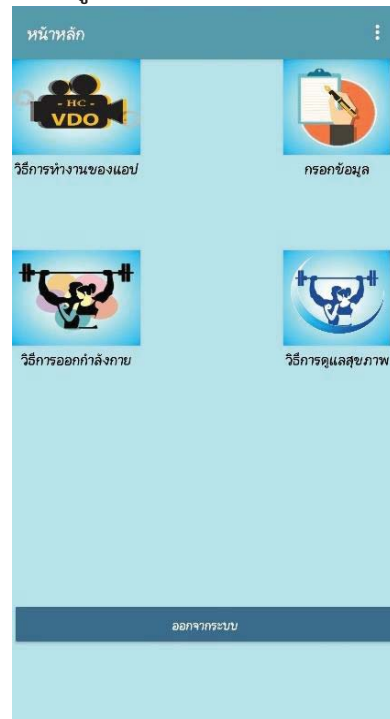 หน้าหลัก
- HC -
VDO
วิธีการทำงานของแอป
กรอกข้อมูล
วิธีการออกกำลังกาย
วิธีการดูแลสุขภาพ
ออกจากระบบ